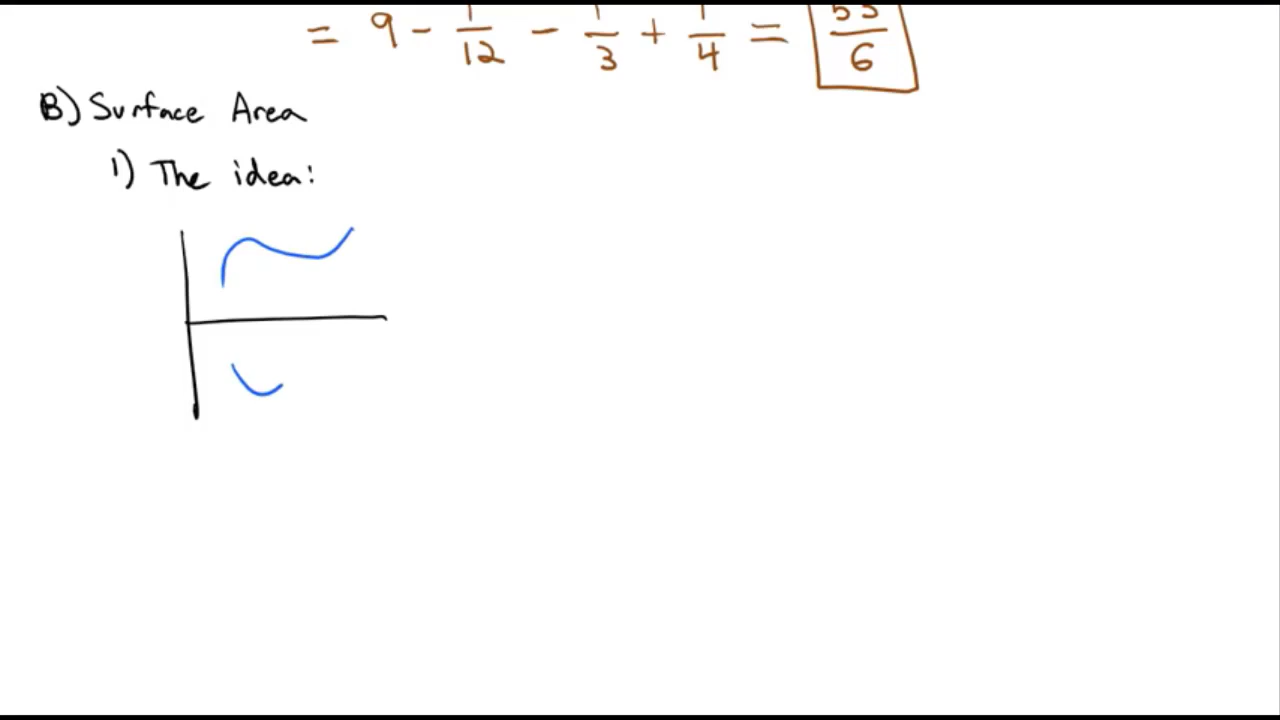 = 9 - 1/12 - 1/3 + 1/4 = 53/6
B) Surface Area
1) The idea: